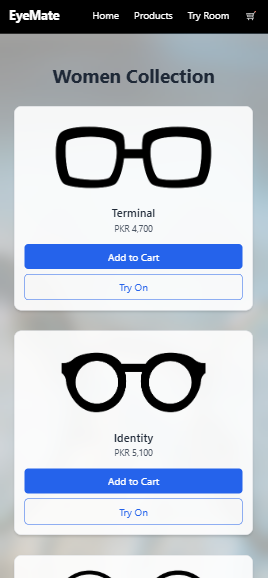 EyeMate Home Products Try Room
Women Collection
Terminal
PKR 4,700
Add to Cart
Try On
Identity
PKR 5,100
Add to Cart
Try On